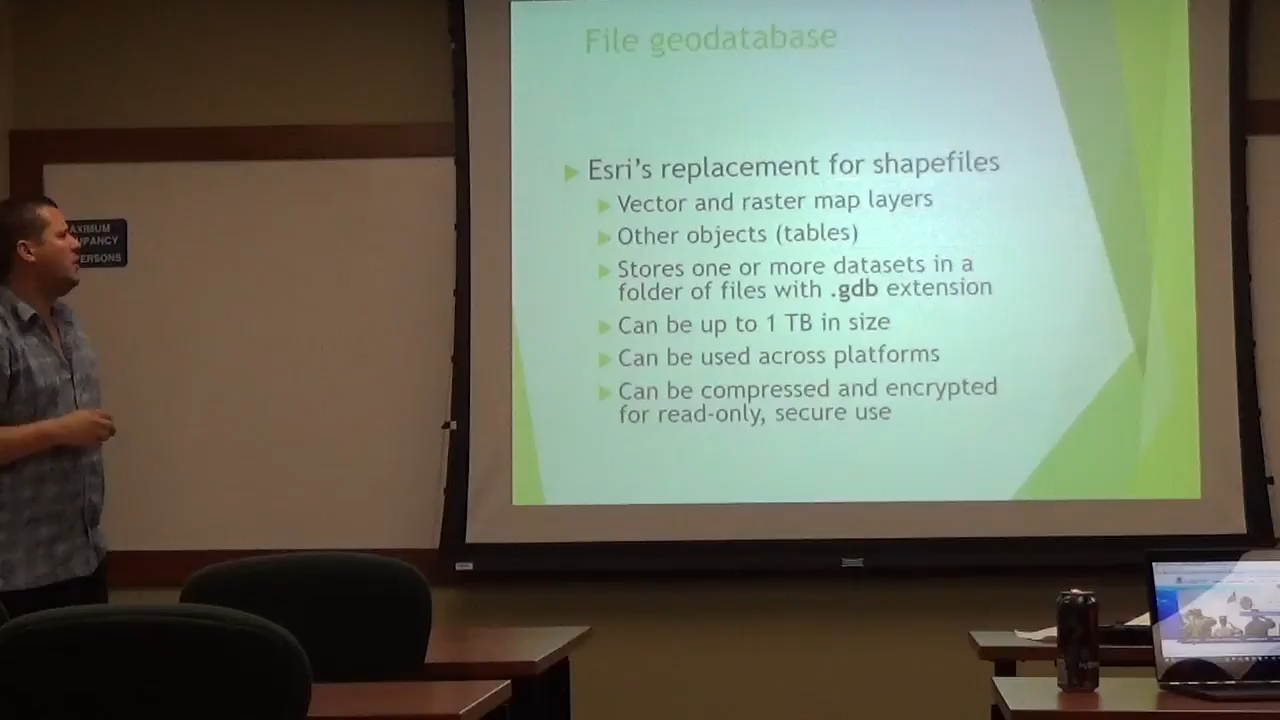 File geodatabase
Esri's replacement for shapefiles
Vector and raster map layers
Other objects (tables)
Stores one or more datasets in a
folder of files with .gdb extension
Can be up to 1 TB in size
Can be used across platforms
Can be compressed and encrypted
for read-only, secure use
AXIMUM
UPANCY
PERSONS